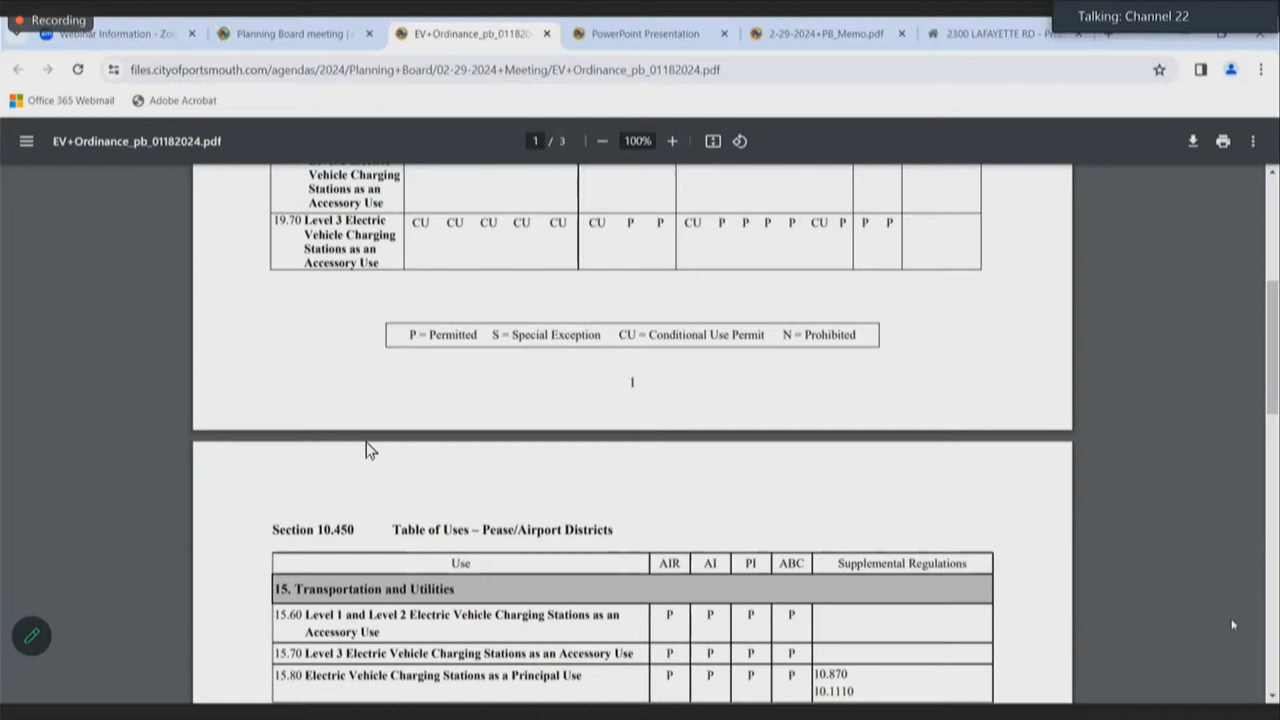 Recording
Talking: Channel 22
Webinar Information - Zo
Planning Board meeting |
EV+Ordinance_pb_011820
PowerPoint Presentation
2-29-2024+PB_Memo.pdf
2300 LAFAYETTE RD - P
files.cityofportsmouth.com/agendas/2024/Planning+Board/02-29-2024+Meeting/EV+Ordinance_pb_01182024.pdf
Office 365 Webmail
Adobe Acrobat
EV+Ordinance_pb_01182024.pdf
1 / 3
100%
Vehicle Charging
Stations as an
Accessory Use
19.70 Level 3 Electric CU CU CU CU CU CU P P CU P P P P CU P P P
Vehicle Charging
Stations as an
Accessory Use
P = Permitted S = Special Exception CU = Conditional Use Permit N = Prohibited
1
Section 10.450 Table of Uses – Pease/Airport Districts
Use AIR AI PI ABC Supplemental Regulations
15. Transportation and Utilities
15.60 Level 1 and Level 2 Electric Vehicle Charging Stations as an P P P P
Accessory Use
15.70 Level 3 Electric Vehicle Charging Stations as an Accessory Use P P P P
15.80 Electric Vehicle Charging Stations as a Principal Use P P P P 10.870
10.1110